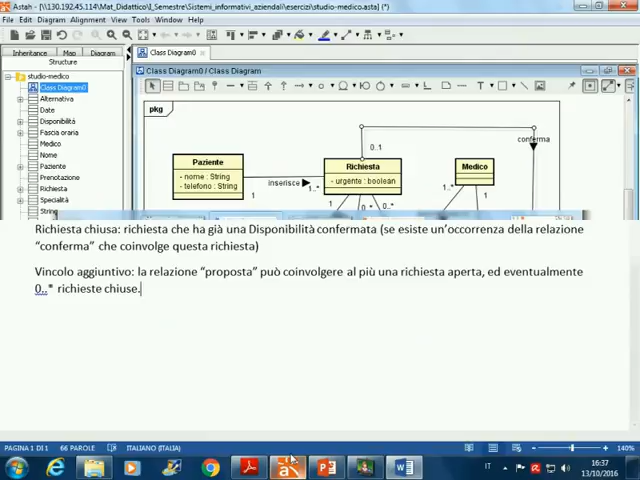 Astah - [\\130.192.45.114\Mat_Didattico\I_Semestre\Sistemi_informativi_aziendali\esercizi\studio-medico.asta] (*)
File Edit Diagram Alignment View Tools Window Help
Inheritance Map Diagram
Structure
studio-medico
Class Diagram0
Alternativa
Date
Disponibilità
Fascia oraria
Medico
Nome
Paziente
Prenotazione
Richiesta
Specialità
String
Class Diagram0
Class Diagram0 / Class Diagram
pkg
conferma
0..1
Paziente
- nome : String
- telefono : String
inserisce
1
1..*
Richiesta
- urgente : boolean
1
0..*
0..*
Medico
1..*
1
Richiesta chiusa: richiesta che ha già una Disponibilità confermata (se esiste un'occorrenza della relazione
"conferma" che coinvolge questa richiesta)
Vincolo aggiuntivo: la relazione "proposta" può coinvolgere al più una richiesta aperta, ed eventualmente
0..* richieste chiuse.
PAGINA 1 DI 1 66 PAROLE ITALIANO (ITALIA) 140%
IT 16:37
13/10/2016